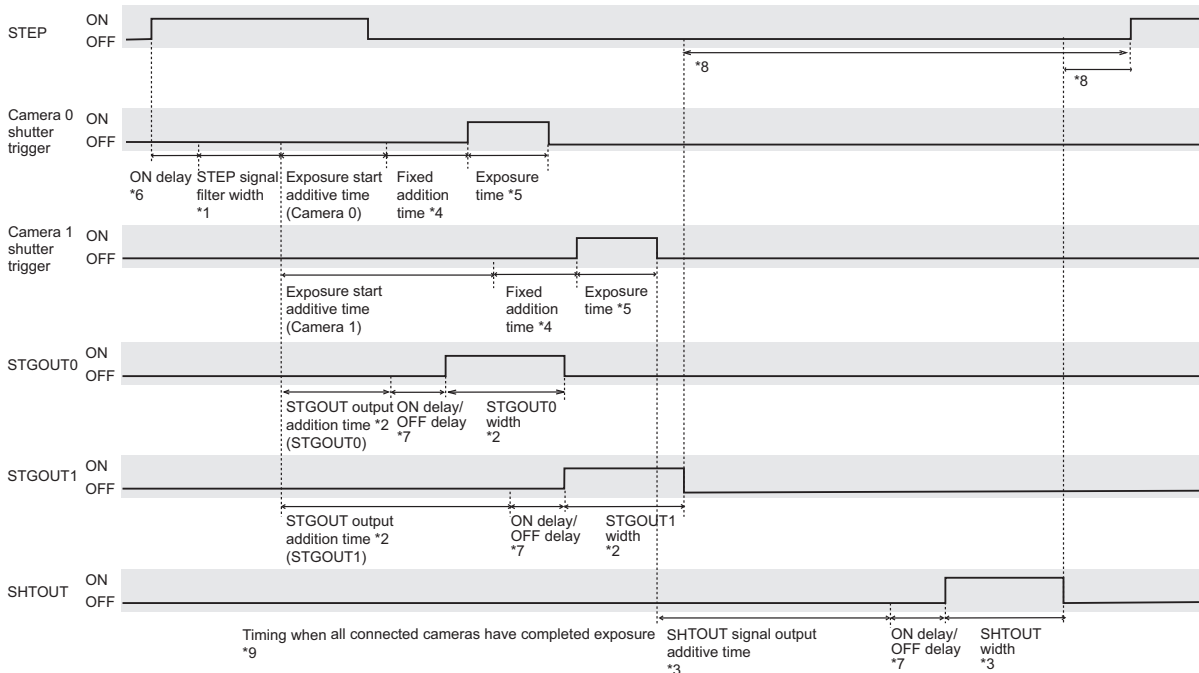 STEP
ON
OFF
*8
*8
Camera 0
shutter
trigger
ON
OFF
ON delay
*6
STEP signal
filter width
*1
Exposure start
additive time
(Camera 0)
Fixed
addition
time *4
Exposure
time *5
Camera 1
shutter
trigger
ON
OFF
Exposure start
additive time
(Camera 1)
Fixed
addition
time *4
Exposure
time *5
STGOUT0
ON
OFF
STGOUT output
addition time *2
(STGOUT0)
ON delay/
OFF delay
*7
STGOUT0
width
*2
STGOUT1
ON
OFF
STGOUT output
addition time *2
(STGOUT1)
ON delay/
OFF delay
*7
STGOUT1
width
*2
SHTOUT
ON
OFF
Timing when all connected cameras have completed exposure
*9
SHTOUT signal output
additive time
*3
ON delay/
OFF delay
*7
SHTOUT
width
*3